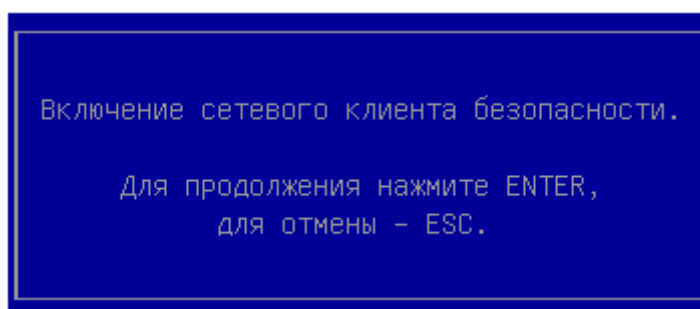 Включение сетевого клиента безопасности.
Для продолжения нажмите ENTER,
для отмены – ESC.